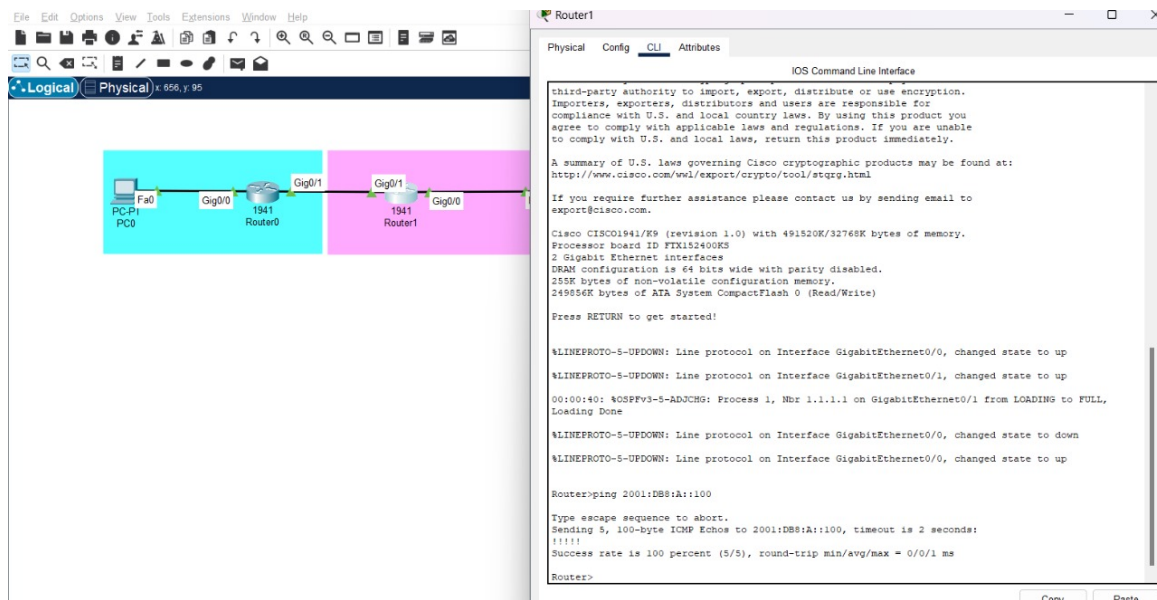 File Edit Options View Tools Extensions Window Help
Logical Physical x: 656, y: 95
Gig0/1
Gig0/1
Fa0
Gig0/0
Gig0/0
PC-PT
PC0
1941
Router0
1941
Router1
Router1
Physical Config CLI Attributes
IOS Command Line Interface
third-party authority to import, export, distribute or use encryption.
Importers, exporters, distributors and users are responsible for
compliance with U.S. and local country laws. By using this product you
agree to comply with applicable laws and regulations. If you are unable
to comply with U.S. and local laws, return this product immediately.
A summary of U.S. laws governing Cisco cryptographic products may be found at:
http://www.cisco.com/wwl/export/crypto/tool/stqrg.html
If you require further assistance please contact us by sending email to
export@cisco.com.
Cisco CISCO1941/K9 (revision 1.0) with 491520K/32768K bytes of memory.
Processor board ID FTX152400KS
2 Gigabit Ethernet interfaces
DRAM configuration is 64 bits wide with parity disabled.
255K bytes of non-volatile configuration memory.
249856K bytes of ATA System CompactFlash 0 (Read/Write)
Press RETURN to get started!
%LINEPROTO-5-UPDOWN: Line protocol on Interface GigabitEthernet0/0, changed state to up
%LINEPROTO-5-UPDOWN: Line protocol on Interface GigabitEthernet0/1, changed state to up
00:00:40: %OSPFv3-5-ADJCHG: Process 1, Nbr 1.1.1.1 on GigabitEthernet0/1 from LOADING to FULL,
Loading Done
%LINEPROTO-5-UPDOWN: Line protocol on Interface GigabitEthernet0/0, changed state to down
%LINEPROTO-5-UPDOWN: Line protocol on Interface GigabitEthernet0/0, changed state to up
Router>ping 2001:DB8:A::100
Type escape sequence to abort.
Sending 5, 100-byte ICMP Echos to 2001:DB8:A::100, timeout is 2 seconds:
!!!!!
Success rate is 100 percent (5/5), round-trip min/avg/max = 0/0/1 ms
Router>
Copy Paste